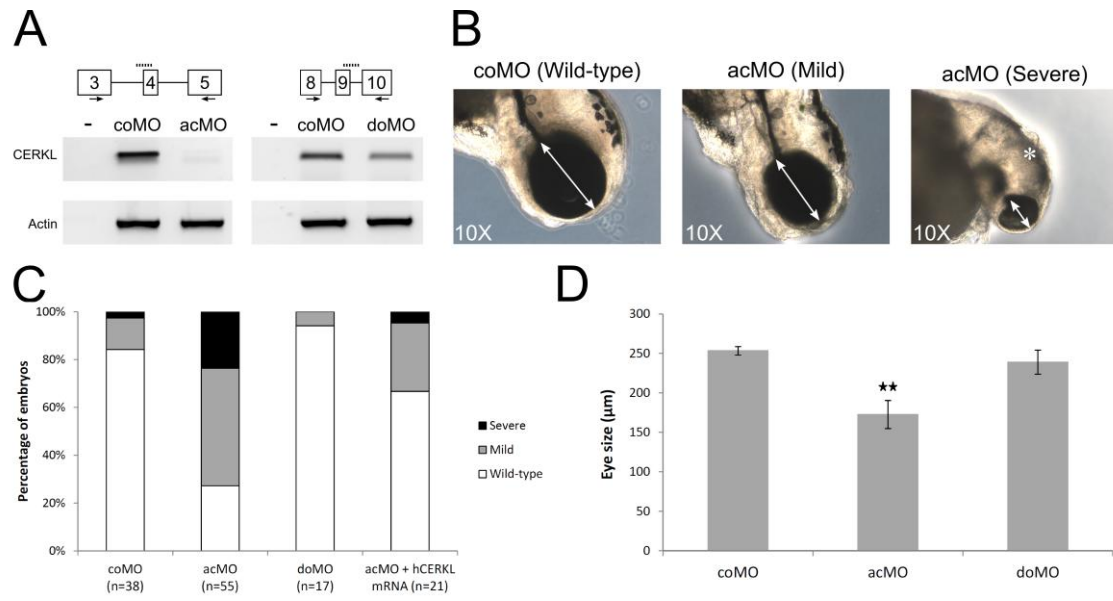 A
3 4 5
8 9 10
- coMO acMO
- coMO doMO
CERKL
Actin
B
coMO (Wild-type)
acMO (Mild)
acMO (Severe)
*
10X
10X
10X
C
Percentage of embryos
100%
80%
60%
40%
20%
0%
coMO
(n=38)
acMO
(n=55)
doMO
(n=17)
acMO + hCERKL
mRNA (n=21)
Severe
Mild
Wild-type
D
Eye size (µm)
300
250
200
150
100
50
0
★★
coMO
acMO
doMO